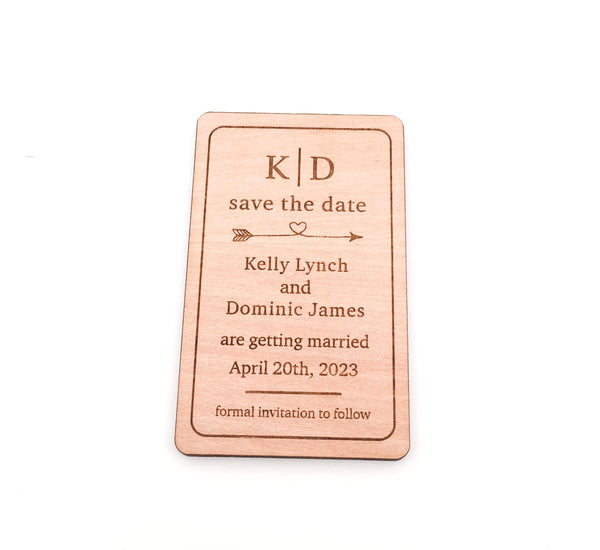 K|D
save the date
Kelly Lynch
and
Dominic James
are getting married
April 20th, 2023
formal invitation to follow